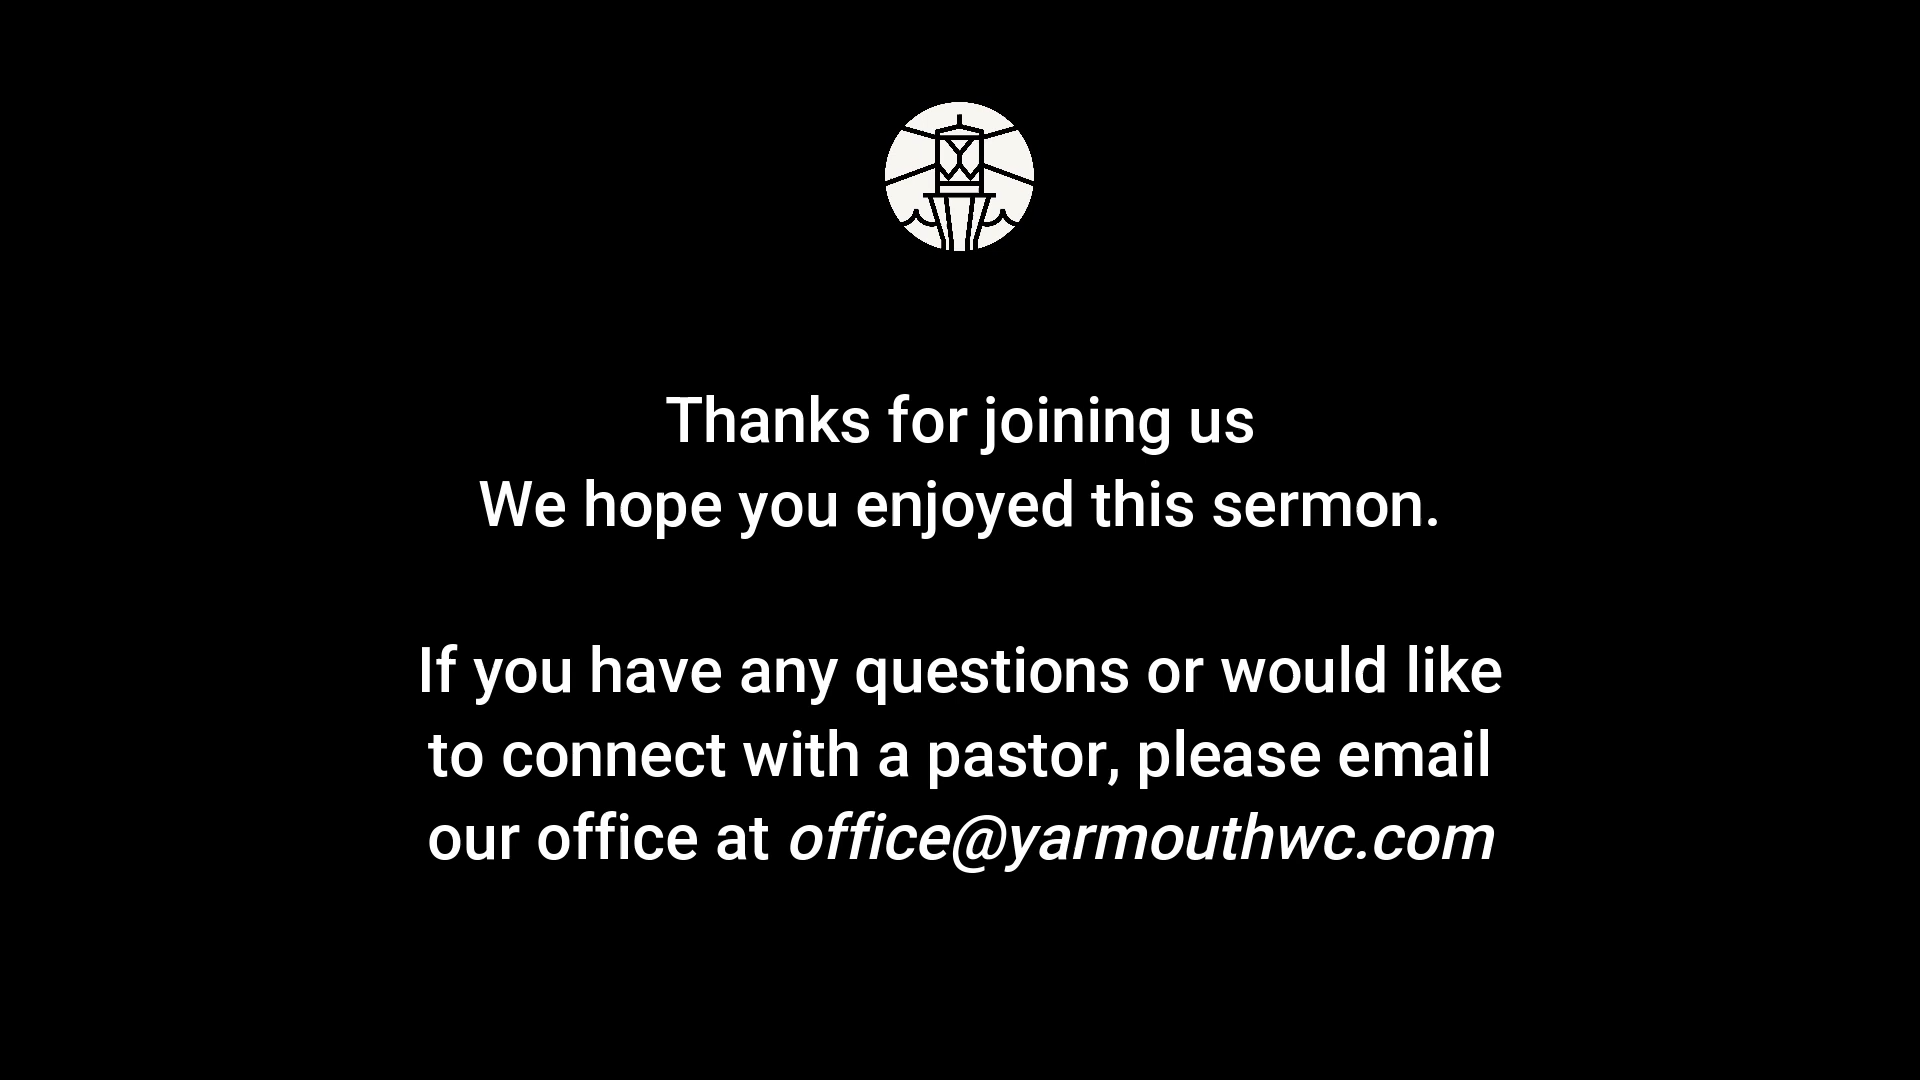 Thanks for joining us
We hope you enjoyed this sermon.
If you have any questions or would like
to connect with a pastor, please email
our office at office@yarmouthwc.com